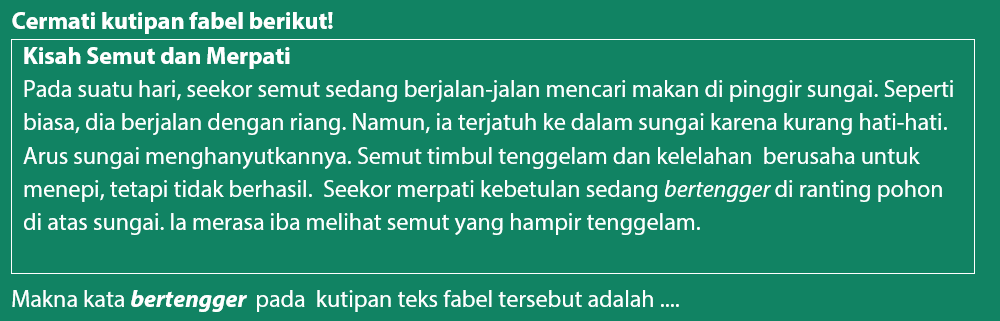 Cermati kutipan fabel berikut!
Kisah Semut dan Merpati
Pada suatu hari, seekor semut sedang berjalan-jalan mencari makan di pinggir sungai. Seperti
biasa, dia berjalan dengan riang. Namun, ia terjatuh ke dalam sungai karena kurang hati-hati.
Arus sungai menghanyutkannya. Semut timbul tenggelam dan kelelahan berusaha untuk
menepi, tetapi tidak berhasil. Seekor merpati kebetulan sedang bertengger di ranting pohon
di atas sungai. Ia merasa iba melihat semut yang hampir tenggelam.
Makna kata bertengger pada kutipan teks fabel tersebut adalah ....